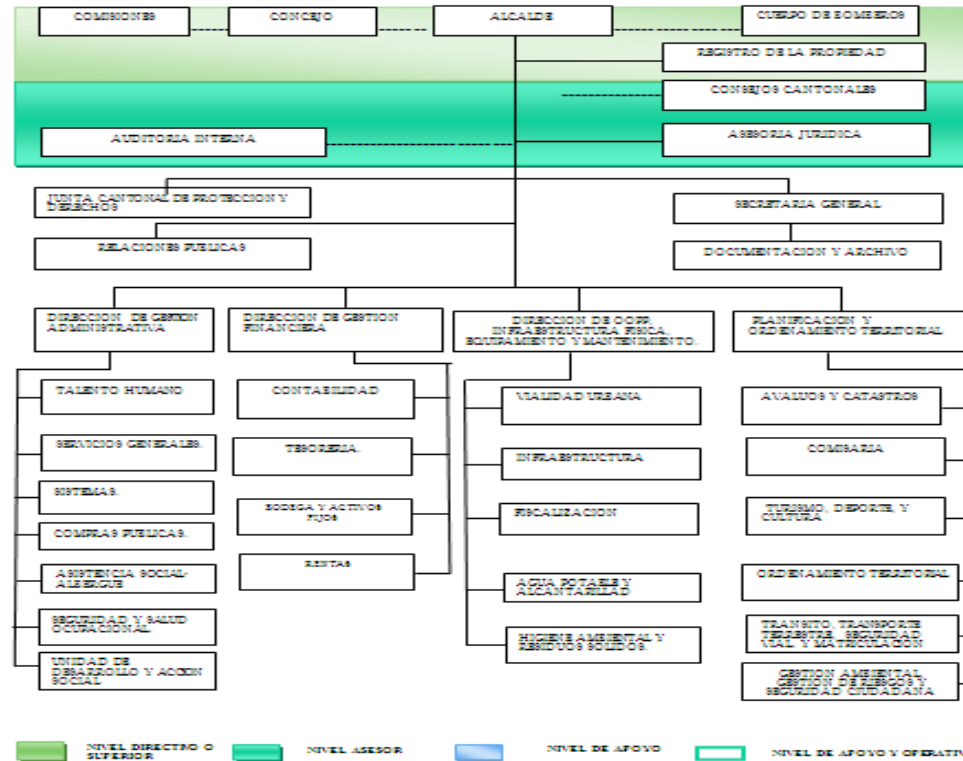 COMISIONES
CONCEJO
ALCALDE
CUERPO DE BOMBEROS
REGISTRO DE LA PROPIEDAD
CONSEJOS CANTONALES
AUDITORIA INTERNA
ASESORIA JURIDICA
JUNTA CANTONAL DE PROTECCION Y
DERECHOS
SECRETARIA GENERAL
RELACIONES PUBLICAS
DOCUMENTACION Y ARCHIVO
DIRECCION DE GESTION
ADMINISTRATIVA
DIRECCION DE GESTION
FINANCIERA
DIRECCION DE OOPP,
INFRAESTRUCTURA FISICA,
EQUIPAMIENTO Y MANTENIMIENTO.
PLANIFICACION Y
ORDENAMIENTO TERRITORIAL
TALENTO HUMANO
SERVICIOS GENERALES.
SISTEMAS.
COMPRAS PUBLICAS.
ASISTENCIA SOCIAL-
ALBERGUE
SEGURIDAD Y SALUD
OCUPACIONAL
UNIDAD DE
DESARROLLO Y ACCION
SOCIAL
CONTABILIDAD
TESORERIA.
BODEGA Y ACTIVOS
FIJOS
RENTAS
VIALIDAD URBANA
INFRAESTRUCTURA
FISCALIZACION
AGUA POTABLE Y
ALCANTARILLAD
HIGIENE AMBIENTAL Y
RESIDUOS SOLIDOS.
AVALUOS Y CATASTROS
COMISARIA
TURISMO, DEPORTE, Y
CULTURA
ORDENAMIENTO TERRITORIAL
TRANSITO, TRANSPORTE
TERRESTRE, SEGURIDAD
VIAL. Y MATRICULACION
GESTION AMBIENTAL,
GESTION DE RIESGOS Y
SEGURIDAD CIUDADANA
NIVEL DIRECTIVO O
SUPERIOR
NIVEL ASESOR
NIVEL DE APOYO
NIVEL DE APOYO Y OPERATIV